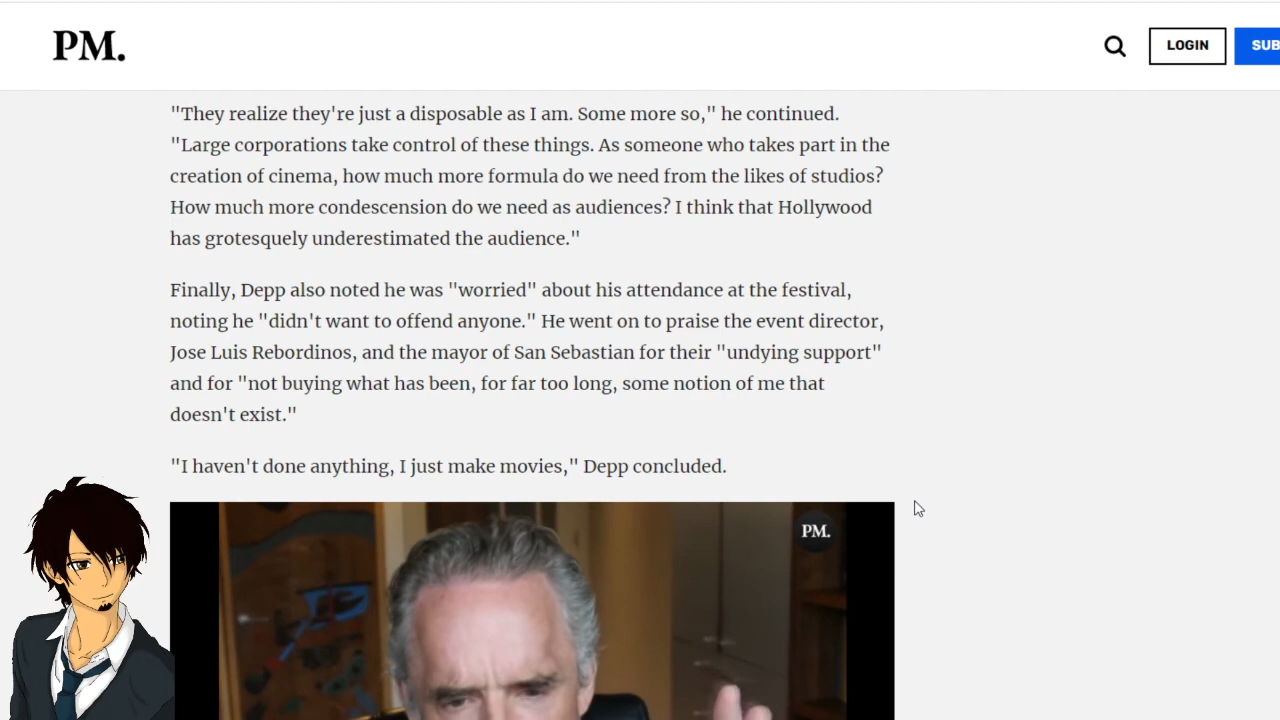 PM.
LOGIN
SUB
"They realize they're just a disposable as I am. Some more so," he continued.
"Large corporations take control of these things. As someone who takes part in the
creation of cinema, how much more formula do we need from the likes of studios?
How much more condescension do we need as audiences? I think that Hollywood
has grotesquely underestimated the audience."
Finally, Depp also noted he was "worried" about his attendance at the festival,
noting he "didn't want to offend anyone." He went on to praise the event director,
Jose Luis Rebordinos, and the mayor of San Sebastian for their "undying support"
and for "not buying what has been, for far too long, some notion of me that
doesn't exist."
"I haven't done anything, I just make movies," Depp concluded.
PM.